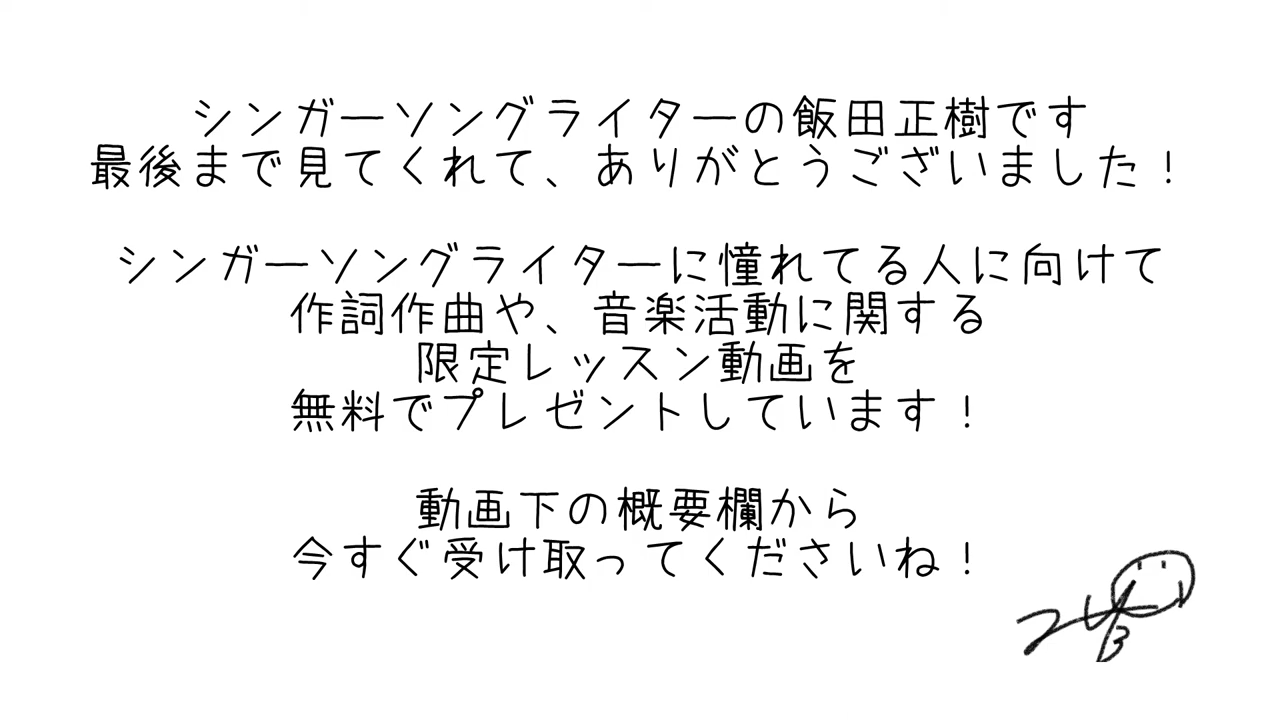 シンガーソングライターの飯田正樹です
最後まで見てくれて、ありがとうございました！
シンガーソングライターに憧れてる人に向けて
作詞作曲や、音楽活動に関する
限定レッスン動画を
無料でプレゼントしています！
動画下の概要欄から
今すぐ受け取ってくださいね！